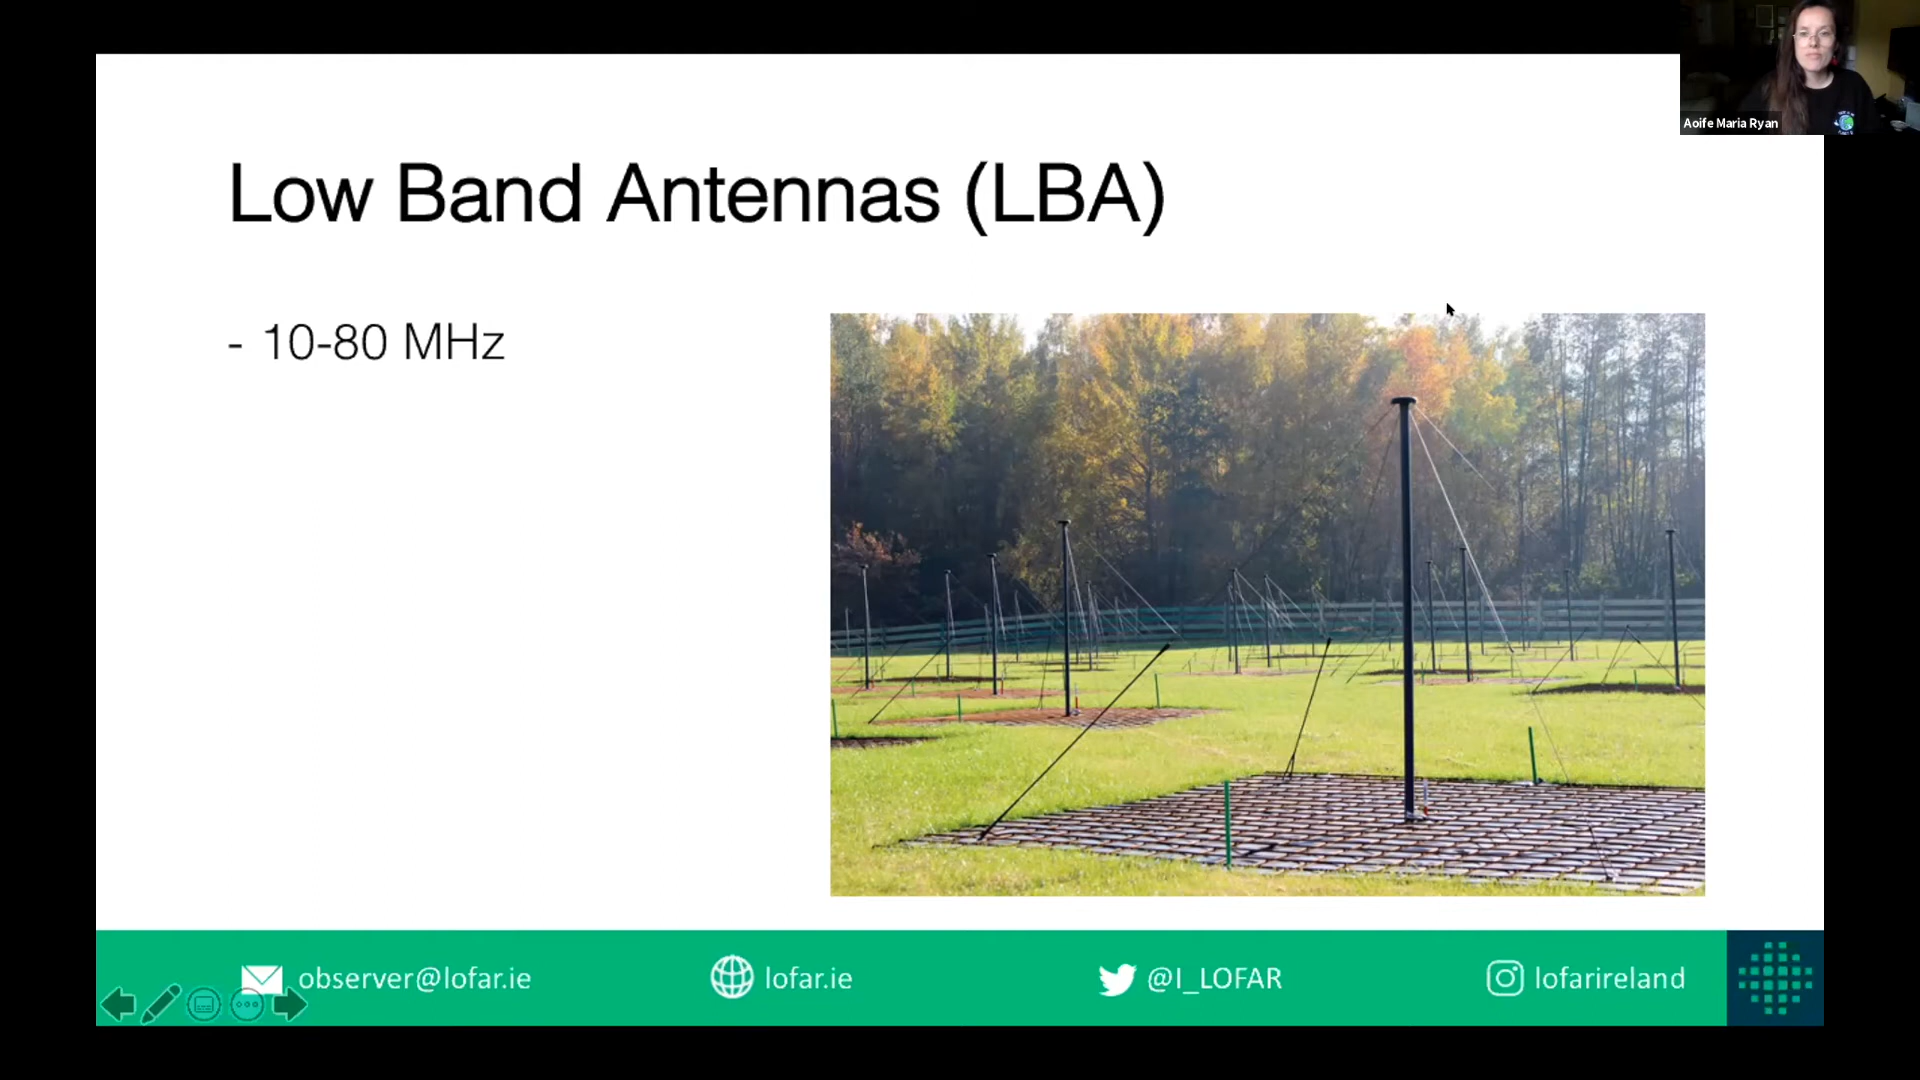 Aoife Maria Ryan
Low Band Antennas (LBA)
- 10-80 MHz
observer@lofar.ie
lofar.ie
@I_LOFAR
lofarireland